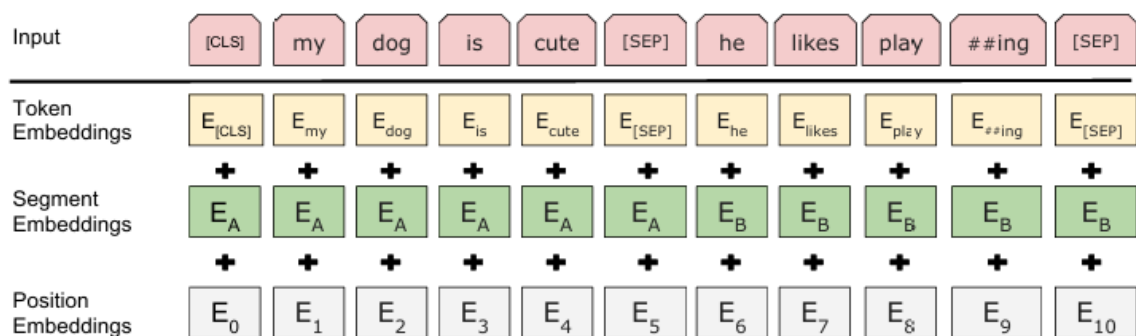 Input [CLS] my dog is cute [SEP] he likes play ##ing [SEP]
Token Embeddings E[CLS] Emy Edog Eis Ecute E[SEP] Ehe Elikes Eplay E##ing E[SEP]
+ + + + + + + + + + +
Segment Embeddings EA EA EA EA EA EA EB EB EB EB EB
+ + + + + + + + + + +
Position Embeddings E0 E1 E2 E3 E4 E5 E6 E7 E8 E9 E10